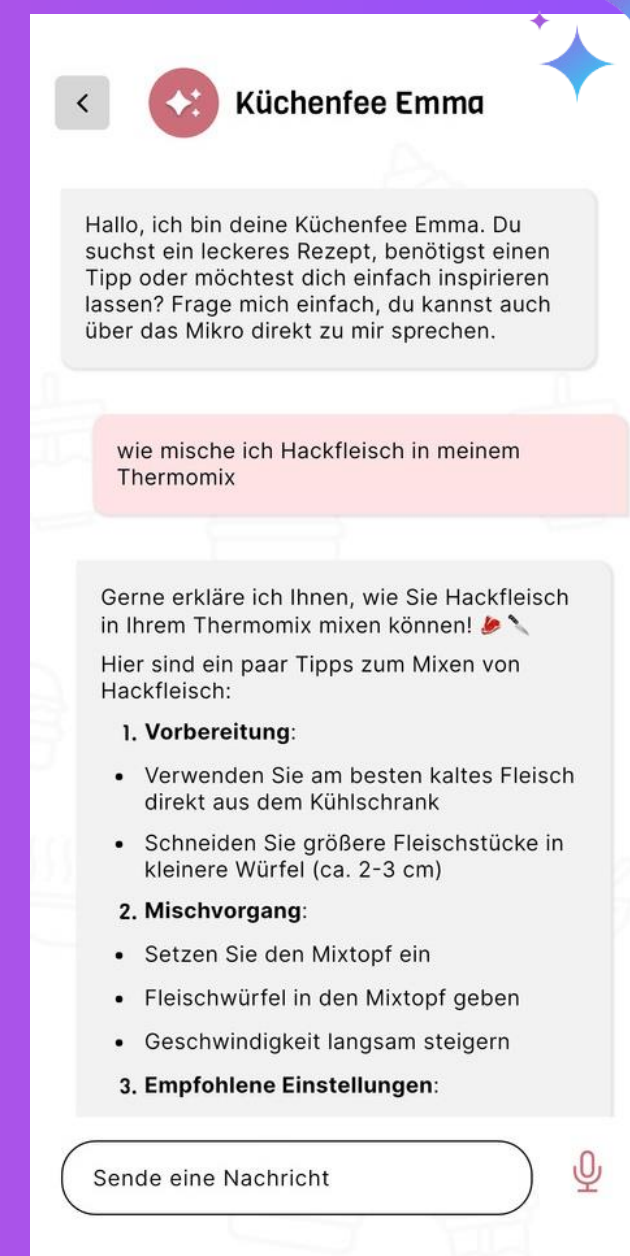 Küchenfee Emma
Hallo, ich bin deine Küchenfee Emma. Du
suchst ein leckeres Rezept, benötigst einen
Tipp oder möchtest dich einfach inspirieren
lassen? Frage mich einfach, du kannst auch
über das Mikro direkt zu mir sprechen.
wie mische ich Hackfleisch in meinem
Thermomix
Gerne erkläre ich Ihnen, wie Sie Hackfleisch
in Ihrem Thermomix mixen können! 🥩 🔪
Hier sind ein paar Tipps zum Mixen von
Hackfleisch:
1. Vorbereitung:
• Verwenden Sie am besten kaltes Fleisch
direkt aus dem Kühlschrank
• Schneiden Sie größere Fleischstücke in
kleinere Würfel (ca. 2-3 cm)
2. Mischvorgang:
• Setzen Sie den Mixtopf ein
• Fleischwürfel in den Mixtopf geben
• Geschwindigkeit langsam steigern
3. Empfohlene Einstellungen:
Sende eine Nachricht